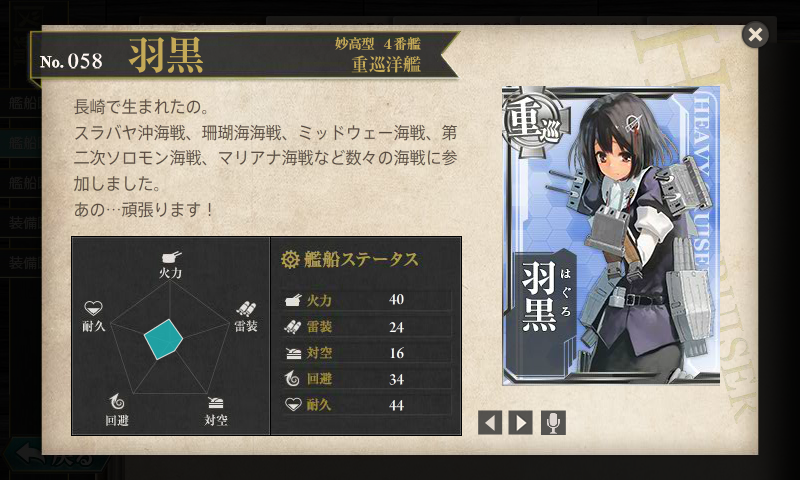 No.058 羽黒
妙高型 4番艦
重巡洋艦
長崎で生まれたの。
スラバヤ沖海戦、珊瑚海海戦、ミッドウェー海戦、第
二次ソロモン海戦、マリアナ海戦など数々の海戦に参
加しました。
あの…頑張ります！
火力
雷装
対空
回避
耐久
艦船ステータス
火力 40
雷装 24
対空 16
回避 34
耐久 44
重巡
HEAVY CRUISER
羽黒
はぐろ
戻る